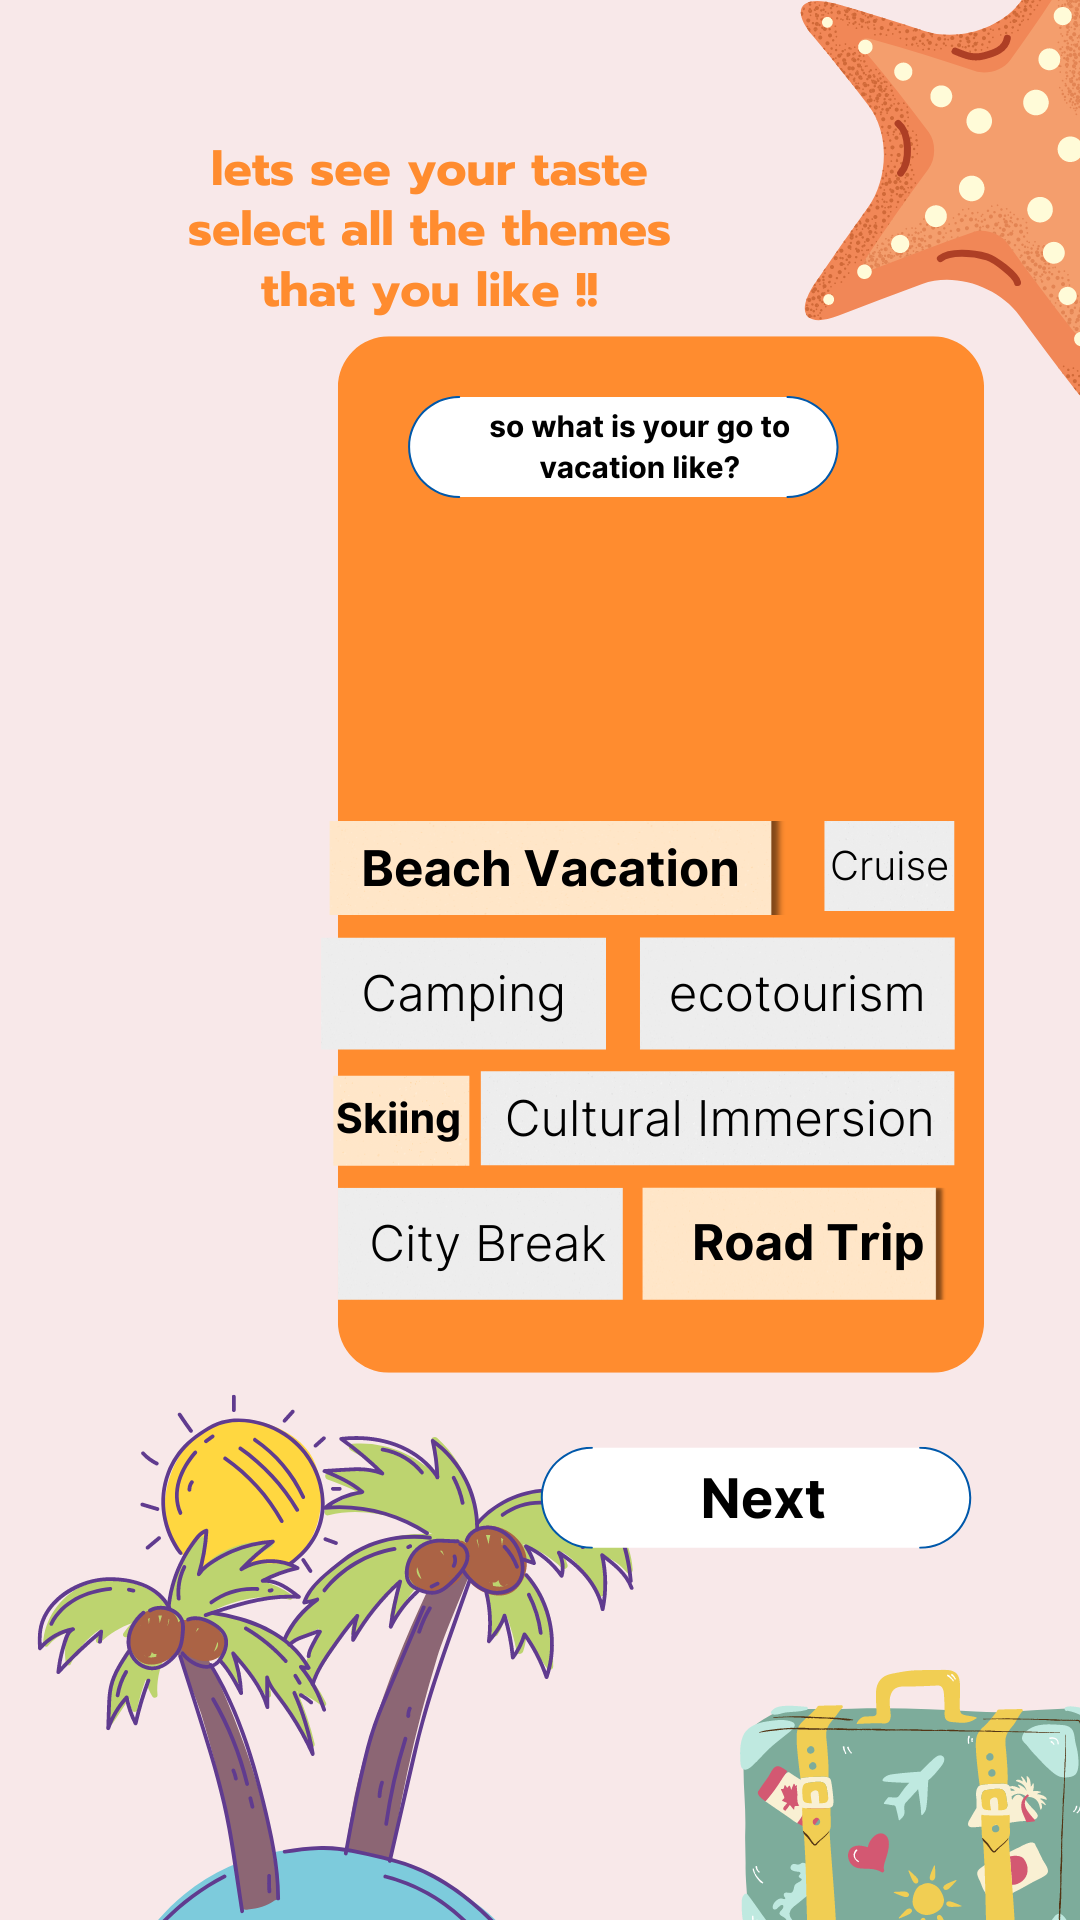 lets see your taste
select all the themes
that you like !!
so what is your go to
vacation like?
Beach Vacation
Cruise
Camping
ecotourism
Skiing
Cultural Immersion
City Break
Road Trip
Next